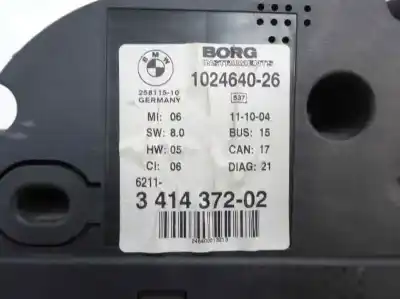 BMW
BORG
INSTRUMENTS
1024640-26
258115-10
GERMANY
537
MI: 06 11-10-04
SW: 8.0 BUS: 15
HW: 05 CAN: 17
CI: 06 DIAG: 21
6211-
3 414 372-02